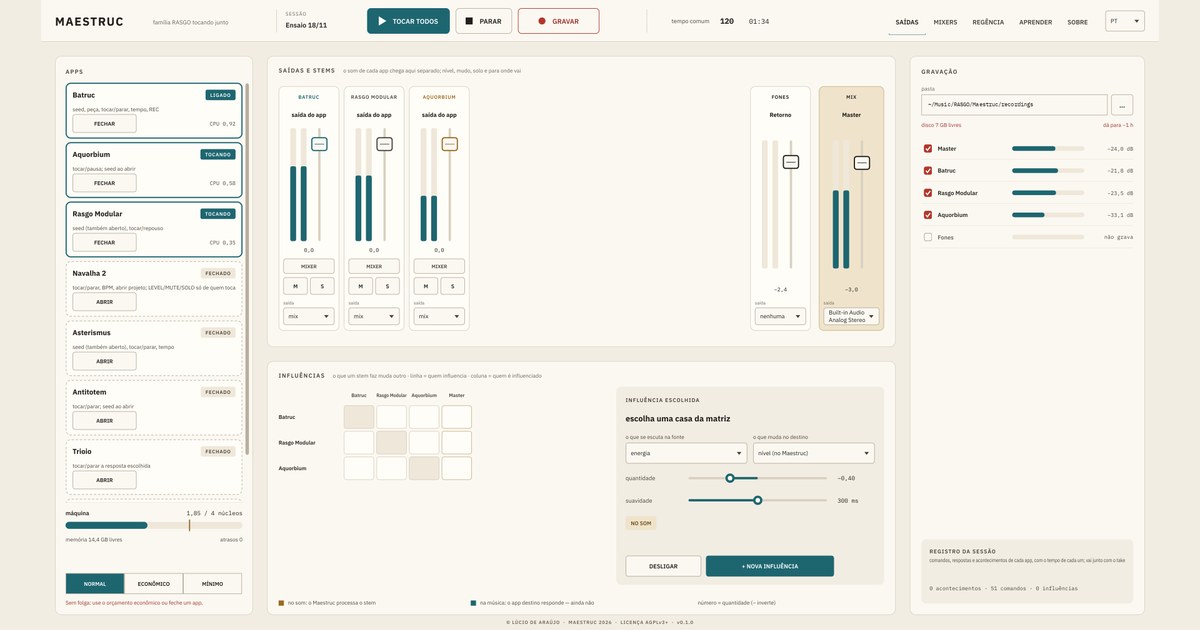 MAESTRUC
família RASGO tocando junto
SESSÃO
Ensaio 18/11
TOCAR TODOS
PARAR
GRAVAR
tempo comum 120 01:34
SAÍDAS
MIXERS
REGÊNCIA
APRENDER
SOBRE
PT
APPS
Batruc
LIGADO
seed, peça, tocar/parar, tempo, REC
FECHAR
CPU 0,92
Aquorbium
TOCANDO
tocar/pausa; seed ao abrir
FECHAR
CPU 0,58
Rasgo Modular
TOCANDO
seed (também aberto), tocar/repouso
FECHAR
CPU 0,35
Navalha 2
FECHADO
tocar/parar, BPM, abrir projeto; LEVEL/MUTE/SOLO só de quem toca
ABRIR
Asterismus
FECHADO
seed (também aberto), tocar/parar, tempo
ABRIR
Antitotem
FECHADO
tocar/parar; seed ao abrir
ABRIR
Trioio
FECHADO
tocar/parar a resposta escolhida
ABRIR
máquina
1,85 / 4 núcleos
memória 14,4 GB livres
atrasos 0
NORMAL
ECONÔMICO
MÍNIMO
Sem folga: use o orçamento econômico ou feche um app.
SAÍDAS E STEMS
o som de cada app chega aqui separado; nível, mudo, solo e para onde vai
BATRUC
saída do app
0,0
MIXER
M
S
saída
mix
RASGO MODULAR
saída do app
0,0
MIXER
M
S
saída
mix
AQUORBIUM
saída do app
0,0
MIXER
M
S
saída
mix
FONES
Retorno
−2,4
saída
nenhuma
MIX
Master
−3,0
saída
Built-in Audio
Analog Stereo
INFLUÊNCIAS
o que um stem faz muda outro · linha = quem influencia · coluna = quem é influenciado
Batruc
Rasgo Modular
Aquorbium
Master
Batruc
Rasgo Modular
Aquorbium
INFLUÊNCIA ESCOLHIDA
escolha uma casa da matriz
o que se escuta na fonte
o que muda no destino
energia
nível (no Maestruc)
quantidade
−0,40
suavidade
300 ms
NO SOM
DESLIGAR
+ NOVA INFLUÊNCIA
no som: o Maestruc processa o stem
na música: o app destino responde — ainda não
número = quantidade (− inverte)
GRAVAÇÃO
pasta
~/Music/RASGO/Maestruc/recordings
...
disco 7 GB livres
dá para ~1 h
Master
−24,0 dB
Batruc
−21,8 dB
Rasgo Modular
−23,5 dB
Aquorbium
−33,1 dB
Fones
não grava
REGISTRO DA SESSÃO
comandos, respostas e acontecimentos de cada app, com o tempo de cada um; vai junto com o take
0 acontecimentos · 51 comandos · 0 influências
© LÚCIO DE ARAÚJO · MAESTRUC 2026 · LICENÇA AGPLv3+ · v0.1.0